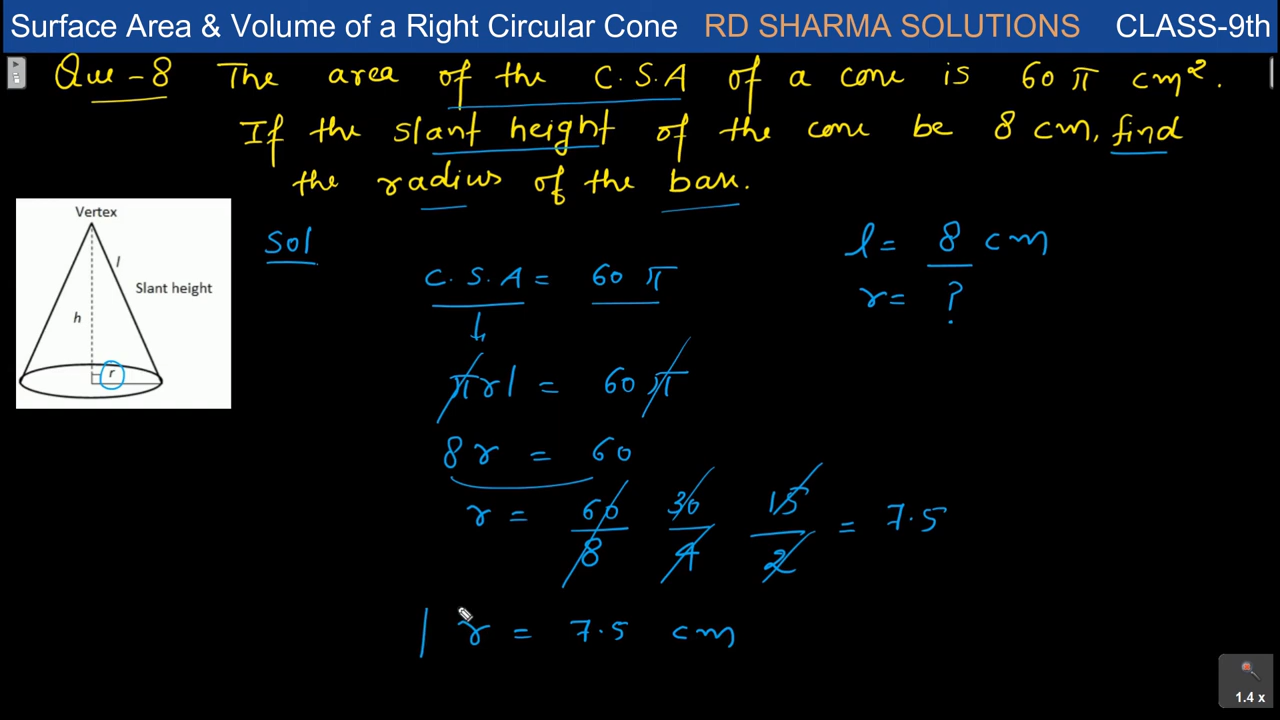 Surface Area & Volume of a Right Circular Cone RD SHARMA SOLUTIONS CLASS-9th
Que-8 The area of the C.S.A of a cone is 60 π cm².
If the slant height of the cone be 8 cm, find
the radius of the base.
Vertex
l
Slant height
h
r
Sol
l = 8 cm
r = ?
C.S.A = 60 π
↓
πrl = 60 π
8r = 60
r = 60/8 30/4 15/2 = 7.5
r = 7.5 cm
1.4 x